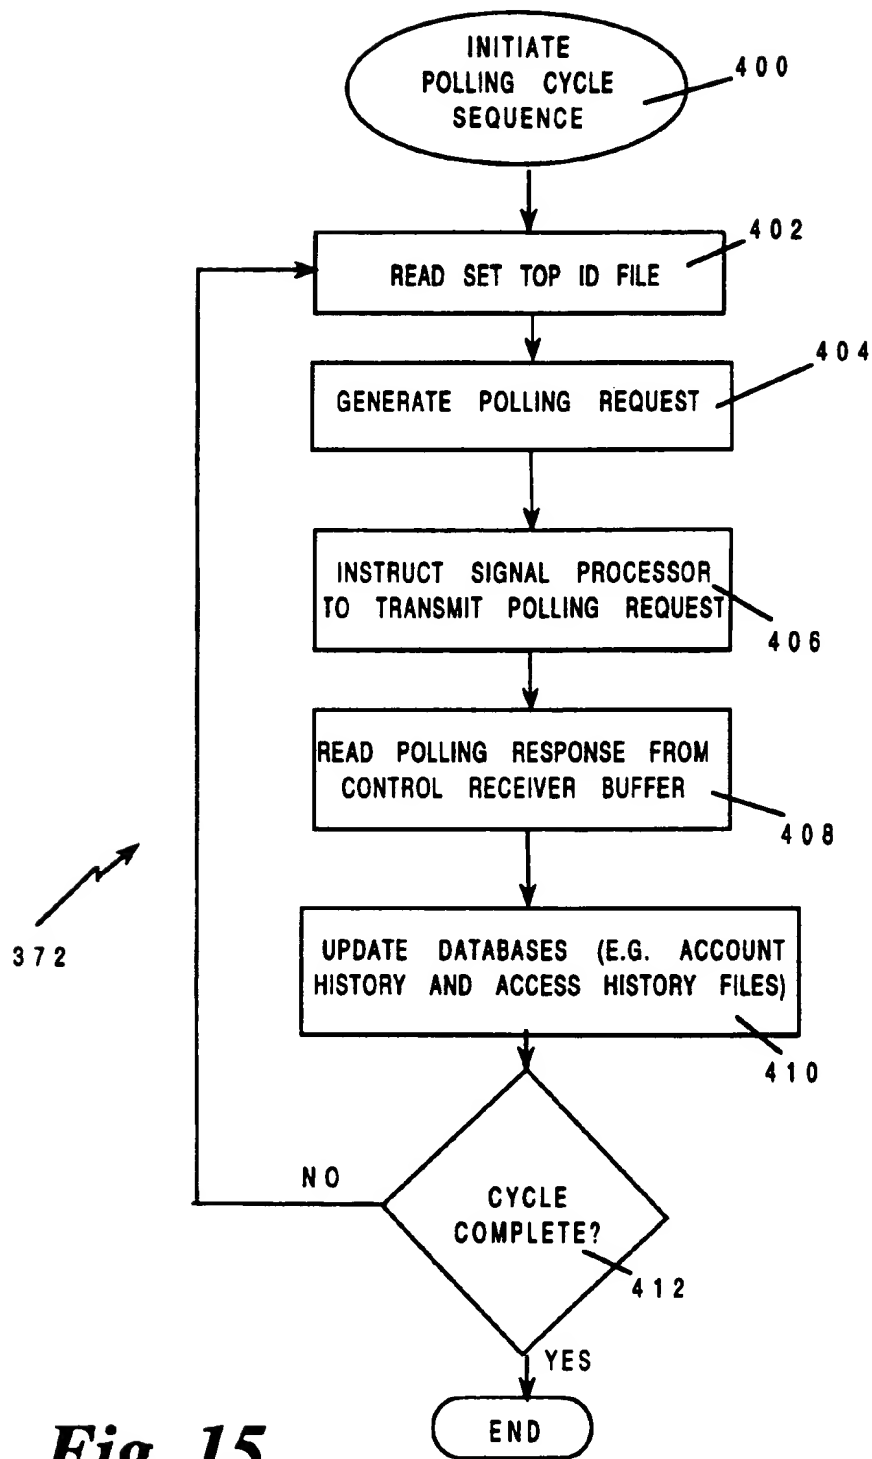 INITIATE
POLLING CYCLE
SEQUENCE
400
402
READ SET TOP ID FILE
404
GENERATE POLLING REQUEST
INSTRUCT SIGNAL PROCESSOR
TO TRANSMIT POLLING REQUEST
406
READ POLLING RESPONSE FROM
CONTROL RECEIVER BUFFER
408
372
UPDATE DATABASES (E.G. ACCOUNT
HISTORY AND ACCESS HISTORY FILES)
410
NO
CYCLE
COMPLETE?
412
YES
END
Fig. 15